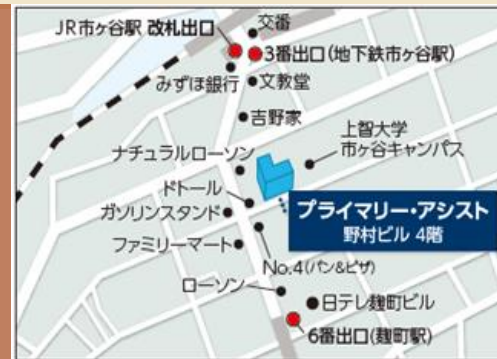 交番
JR市ヶ谷駅 改札出口
3番出口(地下鉄市ヶ谷駅)
みずほ銀行
文教堂
吉野家
上智大学
市ヶ谷キャンパス
ナチュラルローソン
ドトール
ガソリンスタンド
プライマリー・アシスト
野村ビル 4階
ファミリーマート
No.4(パン&ピザ)
ローソン
日テレ麹町ビル
6番出口(麹町駅)